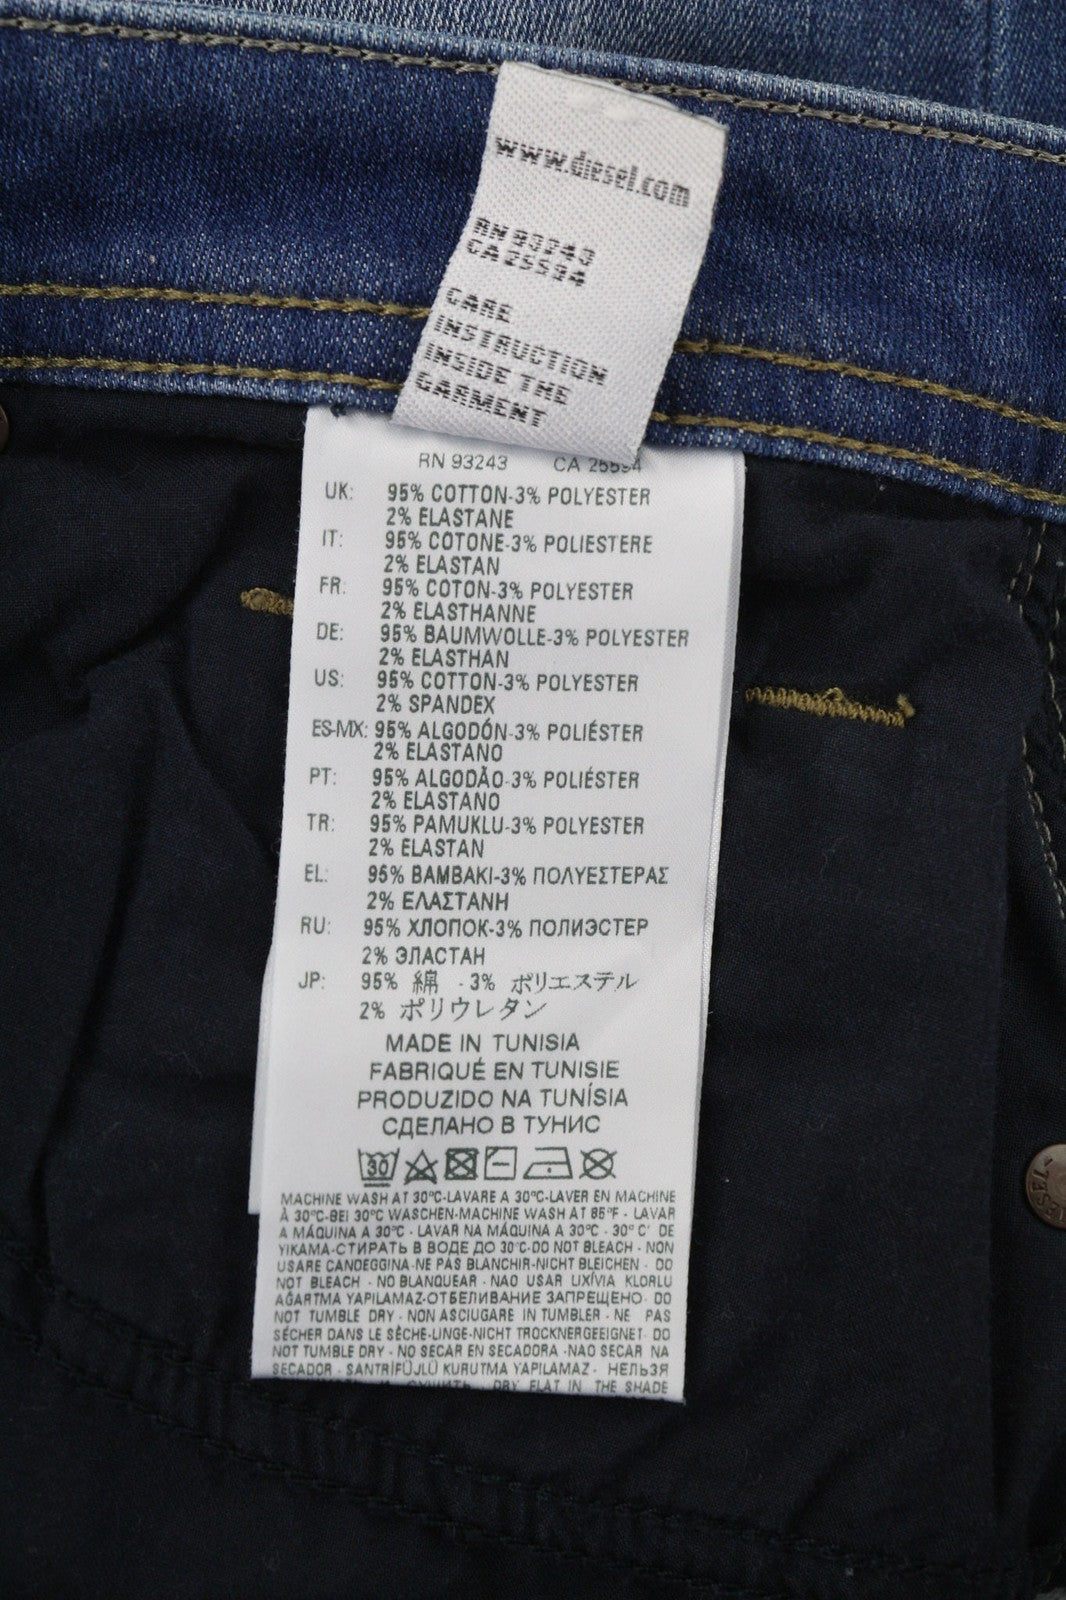 www.diesel.com
RN 93243
CA 25594
CARE
INSTRUCTION
INSIDE THE
GARMENT
RN 93243 CA 25594
UK: 95% COTTON-3% POLYESTER
2% ELASTANE
IT: 95% COTONE-3% POLIESTERE
2% ELASTAN
FR: 95% COTON-3% POLYESTER
2% ELASTHANNE
DE: 95% BAUMWOLLE-3% POLYESTER
2% ELASTHAN
US: 95% COTTON-3% POLYESTER
2% SPANDEX
ES-MX: 95% ALGODÓN-3% POLIÉSTER
2% ELASTANO
PT: 95% ALGODÃO-3% POLIÉSTER
2% ELASTANO
TR: 95% PAMUKLU-3% POLYESTER
2% ELASTAN
EL: 95% ΒΑΜΒΑΚΙ-3% ΠΟΛΥΕΣΤΕΡΑΣ
2% ΕΛΑΣΤΑΝΗ
RU: 95% ХЛОПОК-3% ПОЛИЭСТЕР
2% ЭЛАСТАН
JP: 95% 綿 - 3% ポリエステル
2% ポリウレタン
MADE IN TUNISIA
FABRIQUÉ EN TUNISIE
PRODUZIDO NA TUNÍSIA
СДЕЛАНО В ТУНИС
30
MACHINE WASH AT 30°C-LAVARE A 30°C-LAVER EN MACHINE
À 30°C-BEI 30°C WASCHEN-MACHINE WASH AT 85°F - LAVAR
A MÁQUINA A 30°C - LAVAR NA MÁQUINA A 30°C - 30° C' DE
YIKAMA-СТИРАТЬ В ВОДЕ ДО 30°C-DO NOT BLEACH - NON
USARE CANDEGGINA-NE PAS BLANCHIR-NICHT BLEICHEN - DO
NOT BLEACH - NO BLANQUEAR - NAO USAR LIXÍVIA KLORLU
AĞARTMA YAPILAMAZ-ОТБЕЛИВАНИЕ ЗАПРЕЩЕНО- DO
NOT TUMBLE DRY - NON ASCIUGARE IN TUMBLER - NE PAS
SÉCHER DANS LE SÈCHE-LINGE-NICHT TROCKNERGEEIGNET- DO
NOT TUMBLE DRY - NO SECAR EN SECADORA -NAO SECAR NA
SECADOR - SANTRİFÜJLÜ KURUTMA YAPILAMAZ - НЕЛЬЗЯ
СУШИТЬ DRY FLAT IN THE SHADE